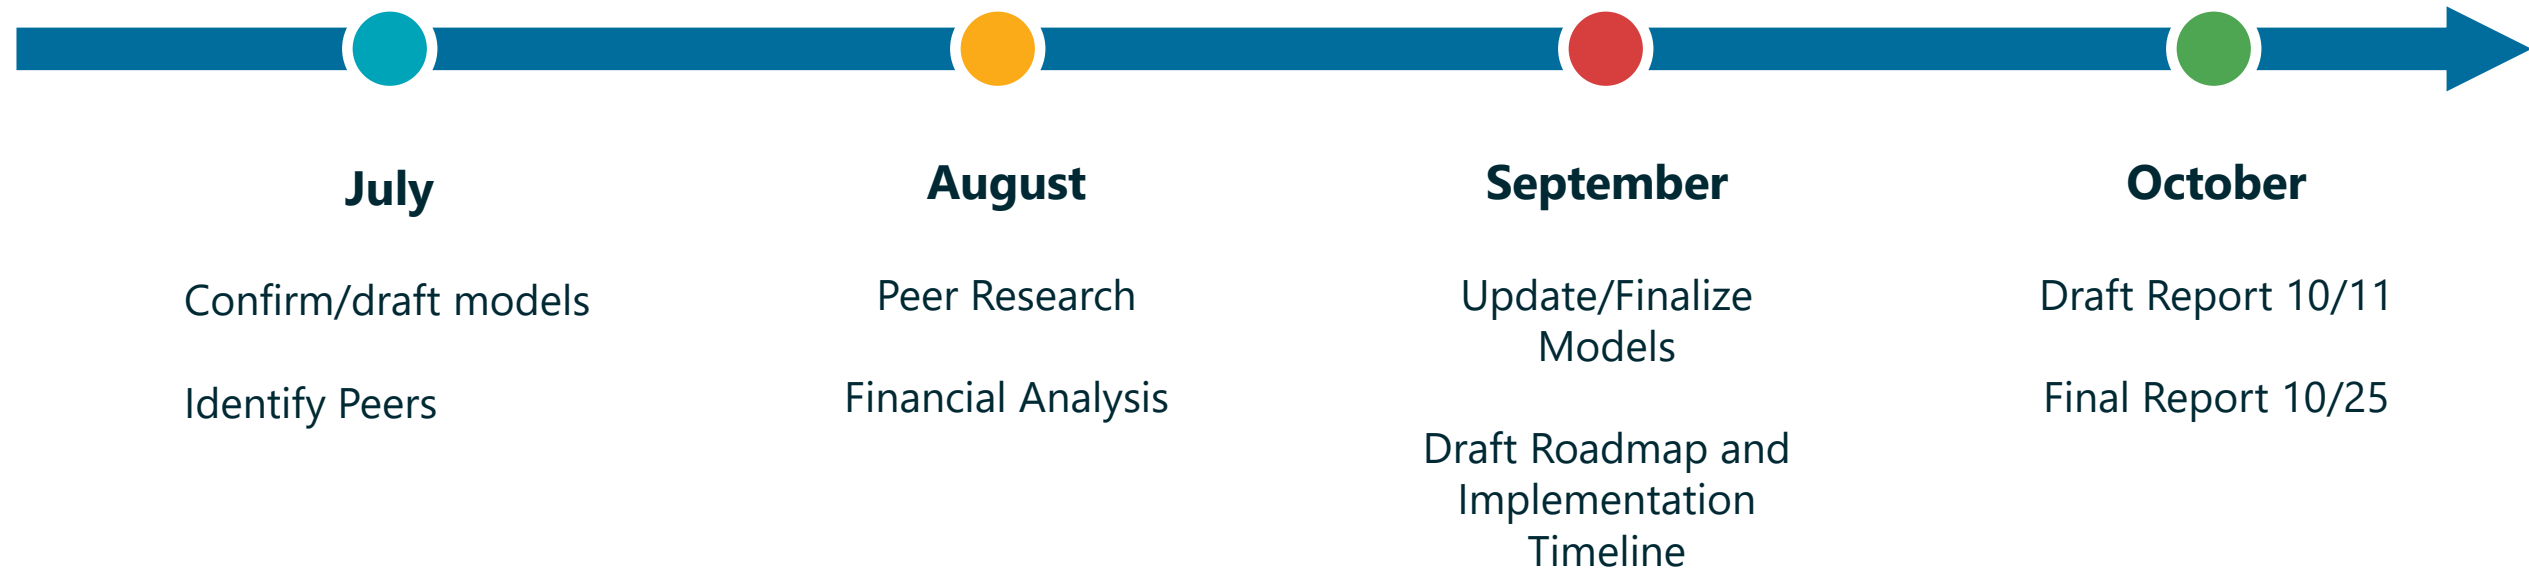 July
Confirm/draft models
Identify Peers
August
Peer Research
Financial Analysis
September
Update/Finalize
Models
Draft Roadmap and
Implementation
Timeline
October
Draft Report 10/11
Final Report 10/25